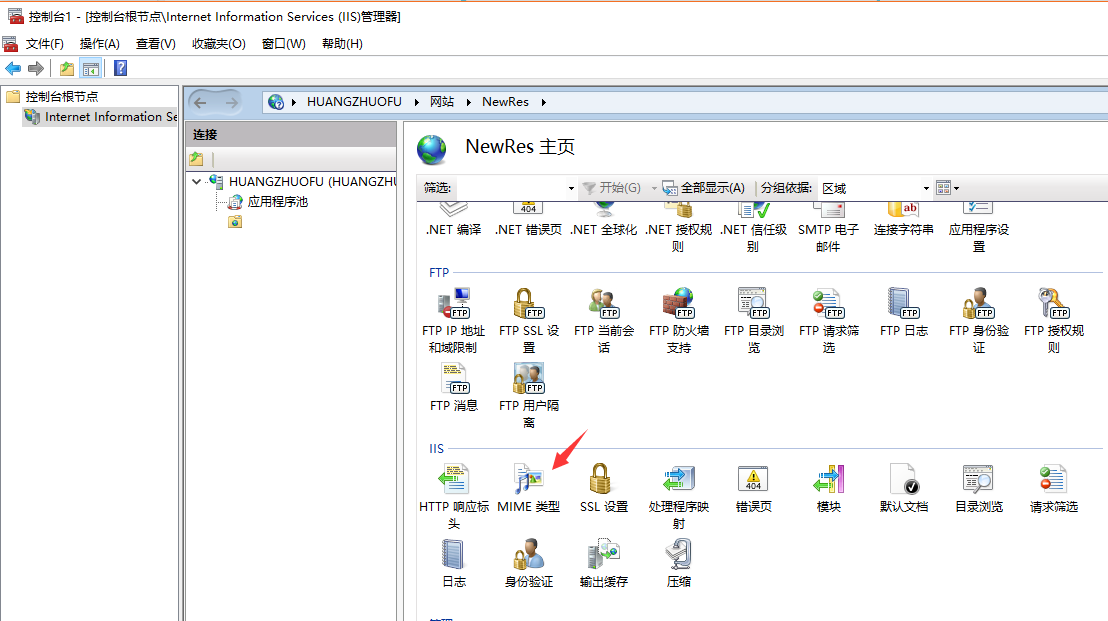 控制台1 - [控制台根节点\Internet Information Services (IIS)管理器]
文件(F) 操作(A) 查看(V) 收藏夹(O) 窗口(W) 帮助(H)
控制台根节点
Internet Information Se
HUANGZHUOFU 网站 NewRes
连接
HUANGZHUOFU (HUANGZHU
应用程序池
NewRes 主页
筛选: 开始(G) 全部显示(A) 分组依据: 区域
.NET 编译
.NET 错误页
.NET 全球化
.NET 授权规
则
.NET 信任级
别
SMTP 电子
邮件
连接字符串
应用程序设
置
FTP
FTP IP 地址
和域限制
FTP SSL 设
置
FTP 当前会
话
FTP 防火墙
支持
FTP 目录浏
览
FTP 请求筛
选
FTP 日志
FTP 身份验
证
FTP 授权规
则
FTP 消息
FTP 用户隔
离
IIS
HTTP 响应标
头
MIME 类型
SSL 设置
处理程序映
射
错误页
模块
默认文档
目录浏览
请求筛选
日志
身份验证
输出缓存
压缩